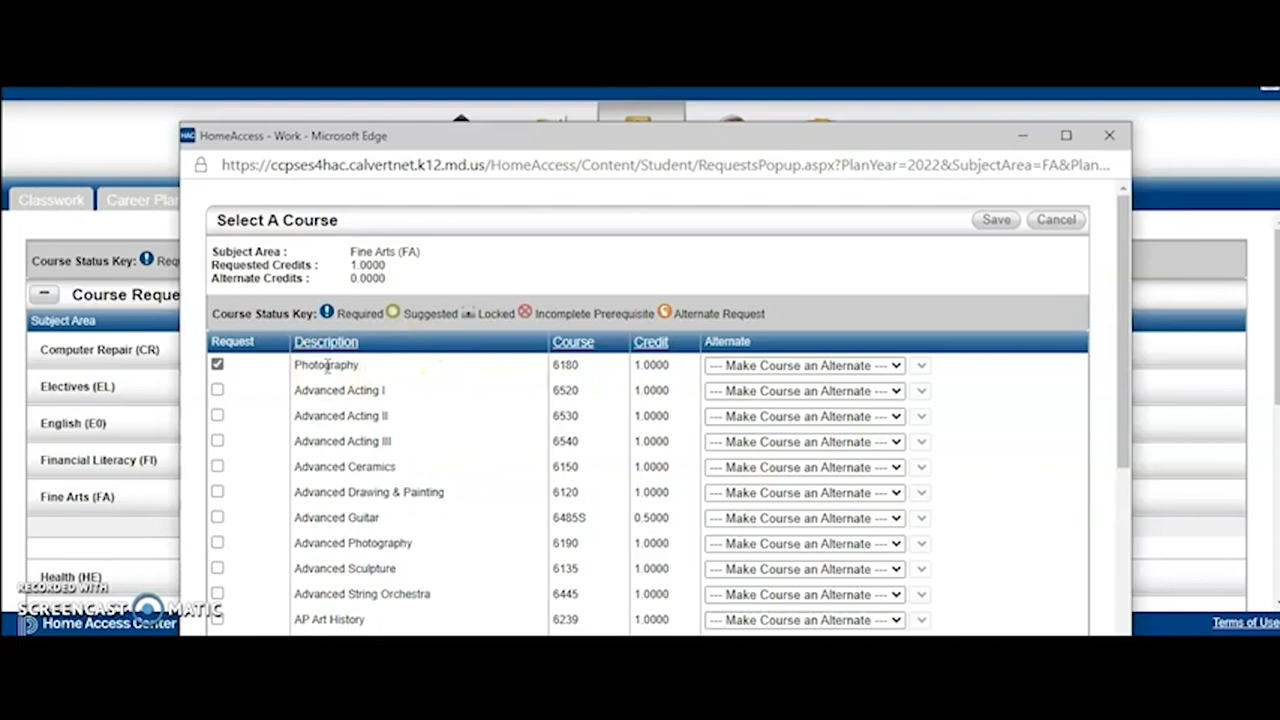 HAC HomeAccess - Work - Microsoft Edge
https://ccpses4hac.calvertnet.k12.md.us/HomeAccess/Content/Student/RequestsPopup.aspx?PlanYear=2022&SubjectArea=FA&Plan...
Classwork
Career Plan
Select A Course
Save
Cancel
Subject Area : Fine Arts (FA)
Requested Credits : 1.0000
Alternate Credits : 0.0000
Course Status Key:
Course Reque
Subject Area
Computer Repair (CR)
Electives (EL)
English (E0)
Financial Literacy (FI)
Fine Arts (FA)
Health (HE)
Course Status Key: Required Suggested Locked Incomplete Prerequisite Alternate Request
Request Description Course Credit Alternate
Photography 6180 1.0000 --- Make Course an Alternate ---
Advanced Acting I 6520 1.0000 --- Make Course an Alternate ---
Advanced Acting II 6530 1.0000 --- Make Course an Alternate ---
Advanced Acting III 6540 1.0000 --- Make Course an Alternate ---
Advanced Ceramics 6150 1.0000 --- Make Course an Alternate ---
Advanced Drawing & Painting 6120 1.0000 --- Make Course an Alternate ---
Advanced Guitar 6485S 0.5000 --- Make Course an Alternate ---
Advanced Photography 6190 1.0000 --- Make Course an Alternate ---
Advanced Sculpture 6135 1.0000 --- Make Course an Alternate ---
Advanced String Orchestra 6445 1.0000 --- Make Course an Alternate ---
AP Art History 6239 1.0000 --- Make Course an Alternate ---
RECORDED WITH
SCREENCAST MATIC
Home Access Center
Terms of Use